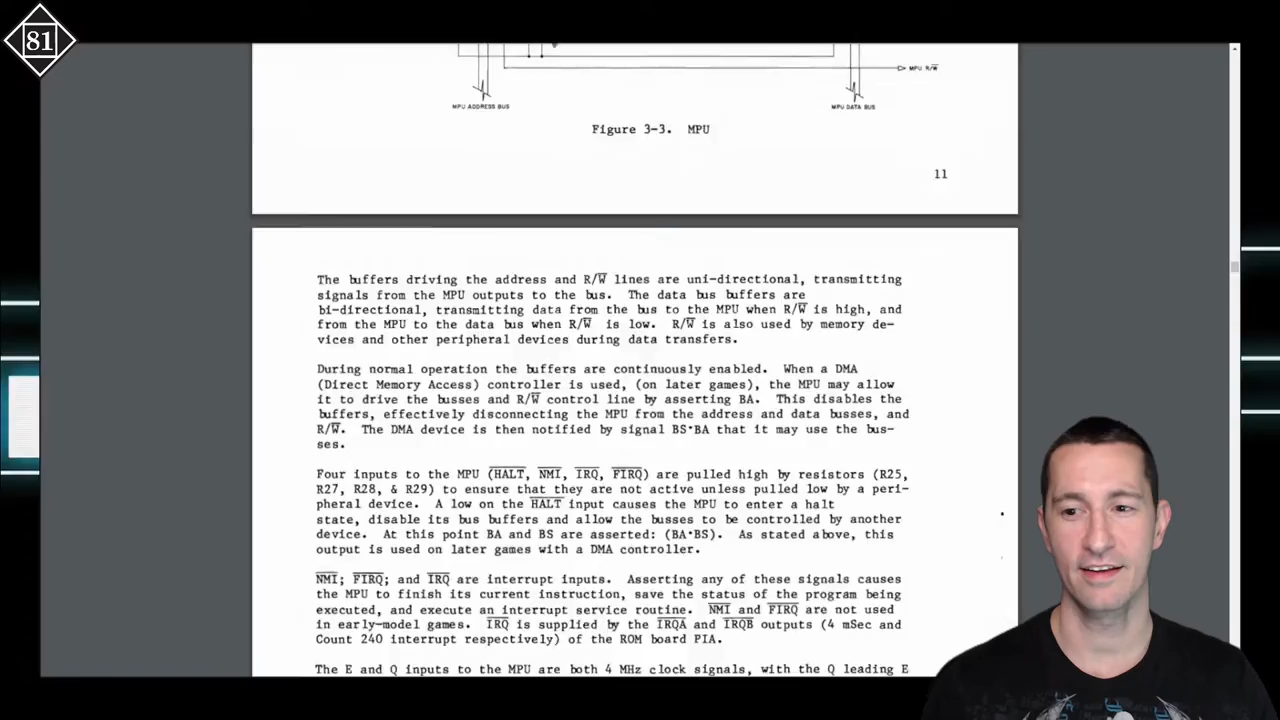 81
MPU R/W̅
MPU ADDRESS BUS
MPU DATA BUS
Figure 3-3. MPU
11
The buffers driving the address and R/W̅ lines are uni-directional, transmitting
signals from the MPU outputs to the bus. The data bus buffers are
bi-directional, transmitting data from the bus to the MPU when R/W̅ is high, and
from the MPU to the data bus when R/W̅ is low. R/W̅ is also used by memory de-
vices and other peripheral devices during data transfers.
During normal operation the buffers are continuously enabled. When a DMA
(Direct Memory Access) controller is used, (on later games), the MPU may allow
it to drive the busses and R/W̅ control line by asserting BA. This disables the
buffers, effectively disconnecting the MPU from the address and data busses, and
R/W̅. The DMA device is then notified by signal BS·BA that it may use the bus-
ses.
Four inputs to the MPU (H̅A̅L̅T̅, N̅M̅I̅, I̅R̅Q̅, F̅I̅R̅Q̅) are pulled high by resistors (R25,
R27, R28, & R29) to ensure that they are not active unless pulled low by a peri-
pheral device. A low on the H̅A̅L̅T̅ input causes the MPU to enter a halt
state, disable its bus buffers and allow the busses to be controlled by another
device. At this point BA and BS are asserted: (BA·BS). As stated above, this
output is used on later games with a DMA controller.
N̅M̅I̅; F̅I̅R̅Q̅; and I̅R̅Q̅ are interrupt inputs. Asserting any of these signals causes
the MPU to finish its current instruction, save the status of the program being
executed, and execute an interrupt service routine. N̅M̅I̅ and F̅I̅R̅Q̅ are not used
in early-model games. I̅R̅Q̅ is supplied by the I̅R̅Q̅A̅ and I̅R̅Q̅B̅ outputs (4 mSec and
Count 240 interrupt respectively) of the ROM board PIA.
The E and Q inputs to the MPU are both 4 MHz clock signals, with the Q leading E